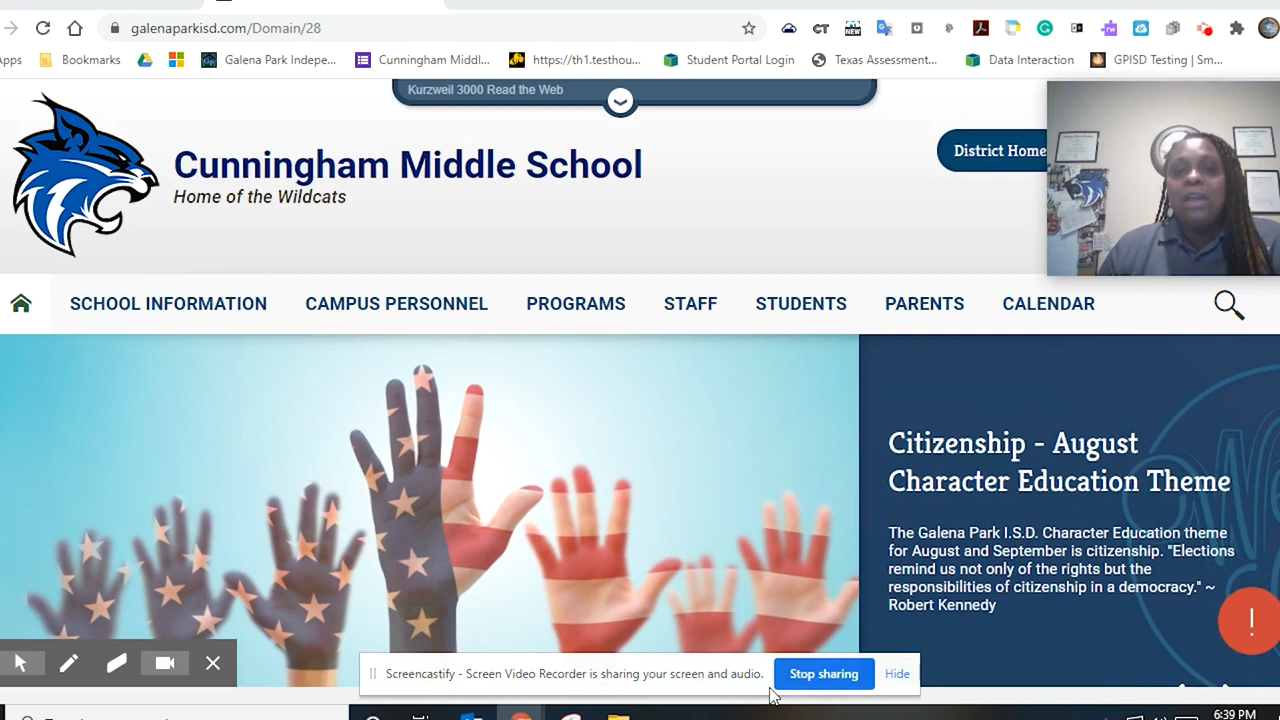 galenaparkisd.com/Domain/28
Apps Bookmarks Galena Park Indepe... Cunningham Middl... https://th1.testhou... Student Portal Login Texas Assessment... Data Interaction GPISD Testing | Sm...
Kurzweil 3000 Read the Web
Cunningham Middle School
Home of the Wildcats
District Home
SCHOOL INFORMATION CAMPUS PERSONNEL PROGRAMS STAFF STUDENTS PARENTS CALENDAR
Citizenship - August
Character Education Theme
The Galena Park I.S.D. Character Education theme
for August and September is citizenship. "Elections
remind us not only of the rights but the
responsibilities of citizenship in a democracy." ~
Robert Kennedy
!
Screencastify - Screen Video Recorder is sharing your screen and audio. Stop sharing Hide
6:39 PM